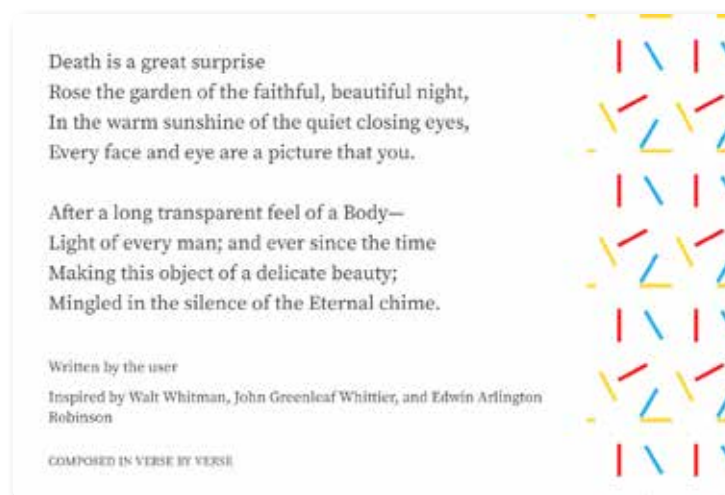 Death is a great surprise
Rose the garden of the faithful, beautiful night,
In the warm sunshine of the quiet closing eyes,
Every face and eye are a picture that you.
After a long transparent feel of a Body—
Light of every man; and ever since the time
Making this object of a delicate beauty;
Mingled in the silence of the Eternal chime.
Written by the user
Inspired by Walt Whitman, John Greenleaf Whittier, and Edwin Arlington
Robinson
COMPOSED IN VERSE BY VERSE